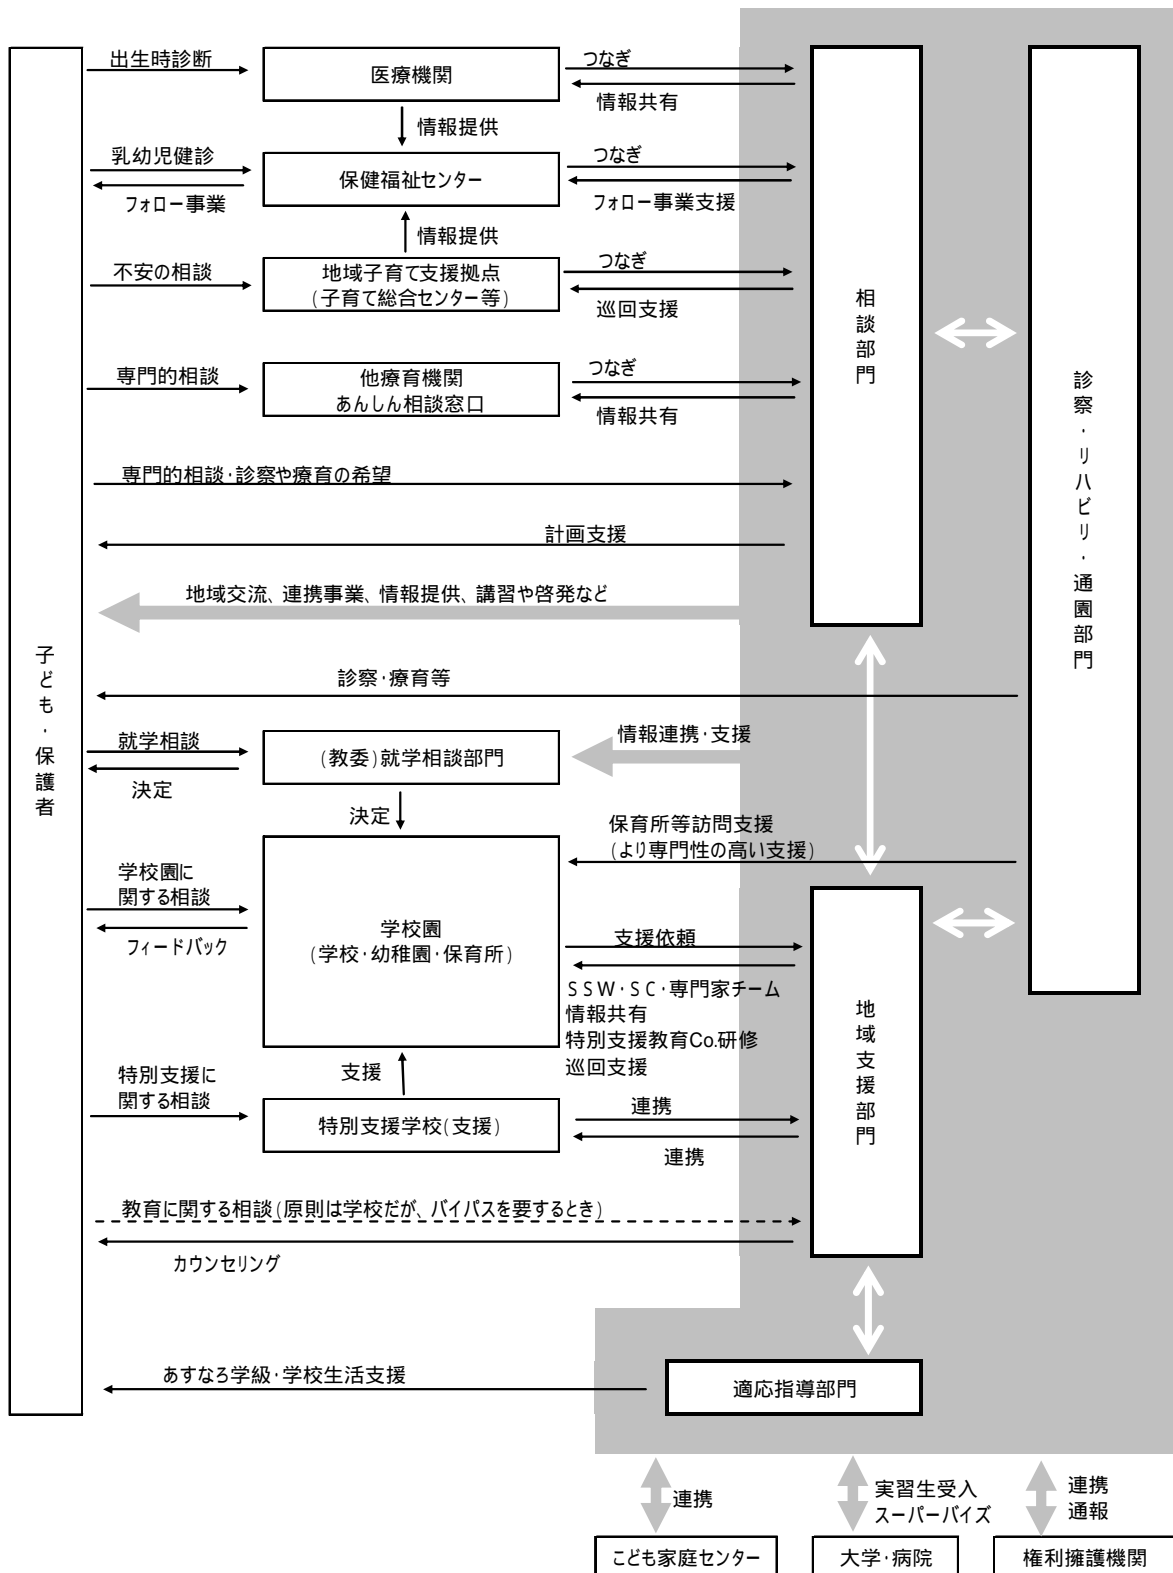 出生時診断
医療機関
つなぎ
情報共有
情報提供
乳幼児健診
フォロー事業
保健福祉センター
つなぎ
フォロー事業支援
情報提供
不安の相談
地域子育て支援拠点
(子育て総合センター等)
つなぎ
巡回支援
専門的相談
他療育機関
あんしん相談窓口
つなぎ
情報共有
専門的相談・診察や療育の希望
計画支援
地域交流、連携事業、情報提供、講習や啓発など
相談部門
診察・リハビリ・通園部門
子ども・保護者
診察・療育等
就学相談
決定
(教委)就学相談部門
情報連携・支援
決定
保育所等訪問支援
(より専門性の高い支援)
学校園に
関する相談
フィードバック
学校園
(学校・幼稚園・保育所)
支援依頼
SSW・SC・専門家チーム
情報共有
特別支援教育Co.研修
巡回支援
地域支援部門
支援
特別支援に
関する相談
特別支援学校(支援)
連携
連携
教育に関する相談(原則は学校だが、バイパスを要するとき)
カウンセリング
あすなろ学級・学校生活支援
適応指導部門
連携
実習生受入
スーパーバイズ
連携
通報
こども家庭センター
大学・病院
権利擁護機関